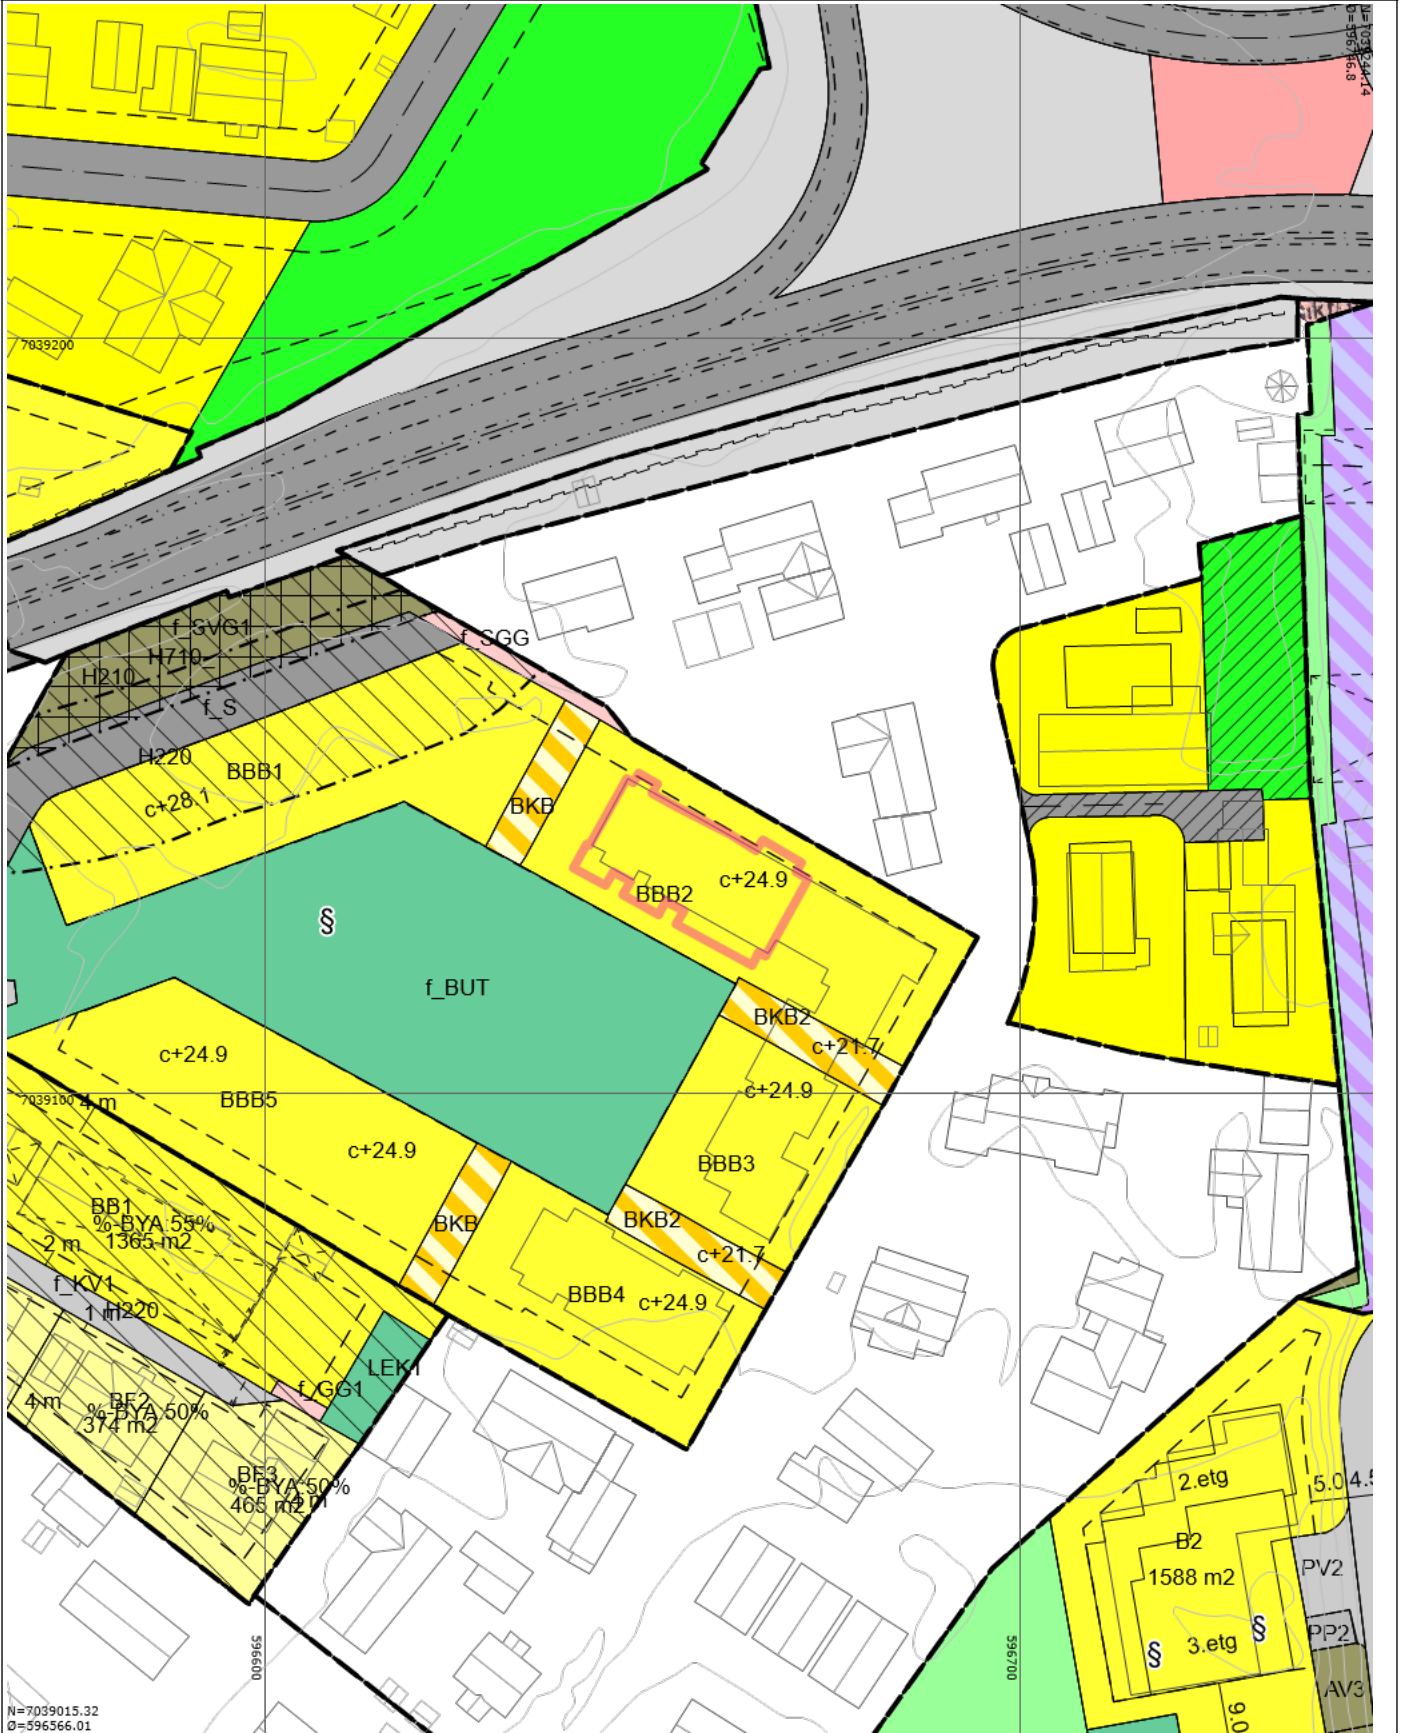 N=7039244.14
Ø=596746.8
7039200
f_SVG1
H710
H210
f_SGG
f_S
H220
BBB1
c+28.1
BKB
c+24.9
BBB2
§
f_BUT
BKB2
c+21.7
c+24.9
c+24.9
BBB5
7039100
4 m
c+24.9
BBB3
BB1
%-BYA:55%
1365 m2
2 m
BKB
BKB2
c+21.7
f_KV1
1 m
H220
BBB4
c+24.9
LEK1
f_GG1
4 m
BF2
%-BYA:50%
374 m2
BF3
%-BYA:50%
465 m2
4 m
2.etg
5.0
4.5
B2
1588 m2
PV2
§
§
3.etg
PP2
AV3
9.0
596600
596700
N=7039015.32
Ø=596566.01